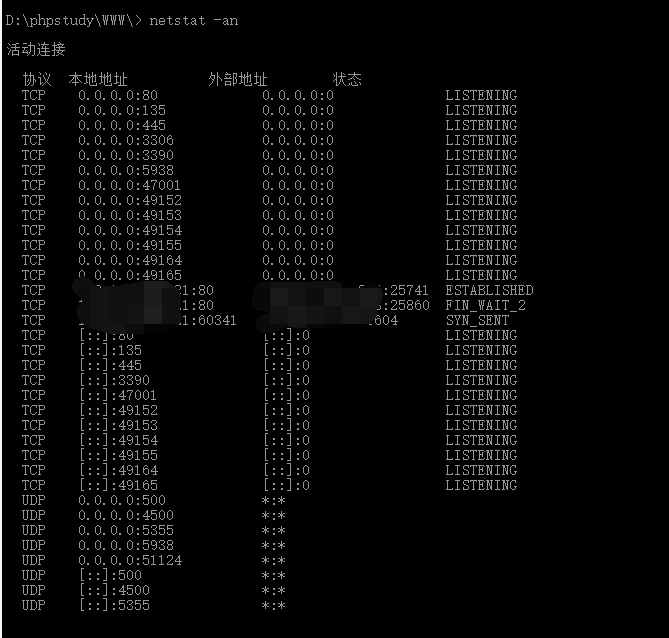 D:\phpstudy\WWW\> netstat -an
活动连接
协议 本地地址 外部地址 状态
TCP 0.0.0.0:80 0.0.0.0:0 LISTENING
TCP 0.0.0.0:135 0.0.0.0:0 LISTENING
TCP 0.0.0.0:445 0.0.0.0:0 LISTENING
TCP 0.0.0.0:3306 0.0.0.0:0 LISTENING
TCP 0.0.0.0:3390 0.0.0.0:0 LISTENING
TCP 0.0.0.0:5938 0.0.0.0:0 LISTENING
TCP 0.0.0.0:47001 0.0.0.0:0 LISTENING
TCP 0.0.0.0:49152 0.0.0.0:0 LISTENING
TCP 0.0.0.0:49153 0.0.0.0:0 LISTENING
TCP 0.0.0.0:49154 0.0.0.0:0 LISTENING
TCP 0.0.0.0:49155 0.0.0.0:0 LISTENING
TCP 0.0.0.0:49164 0.0.0.0:0 LISTENING
TCP 0.0.0.0:49165 0.0.0.0:0 LISTENING
TCP :80 :25741 ESTABLISHED
TCP :80 :25860 FIN_WAIT_2
TCP :60341 604 SYN_SENT
TCP [::]:80 [::]:0 LISTENING
TCP [::]:135 [::]:0 LISTENING
TCP [::]:445 [::]:0 LISTENING
TCP [::]:3390 [::]:0 LISTENING
TCP [::]:47001 [::]:0 LISTENING
TCP [::]:49152 [::]:0 LISTENING
TCP [::]:49153 [::]:0 LISTENING
TCP [::]:49154 [::]:0 LISTENING
TCP [::]:49155 [::]:0 LISTENING
TCP [::]:49164 [::]:0 LISTENING
TCP [::]:49165 [::]:0 LISTENING
UDP 0.0.0.0:500 *:*
UDP 0.0.0.0:4500 *:*
UDP 0.0.0.0:5355 *:*
UDP 0.0.0.0:5938 *:*
UDP 0.0.0.0:51124 *:*
UDP [::]:500 *:*
UDP [::]:4500 *:*
UDP [::]:5355 *:*